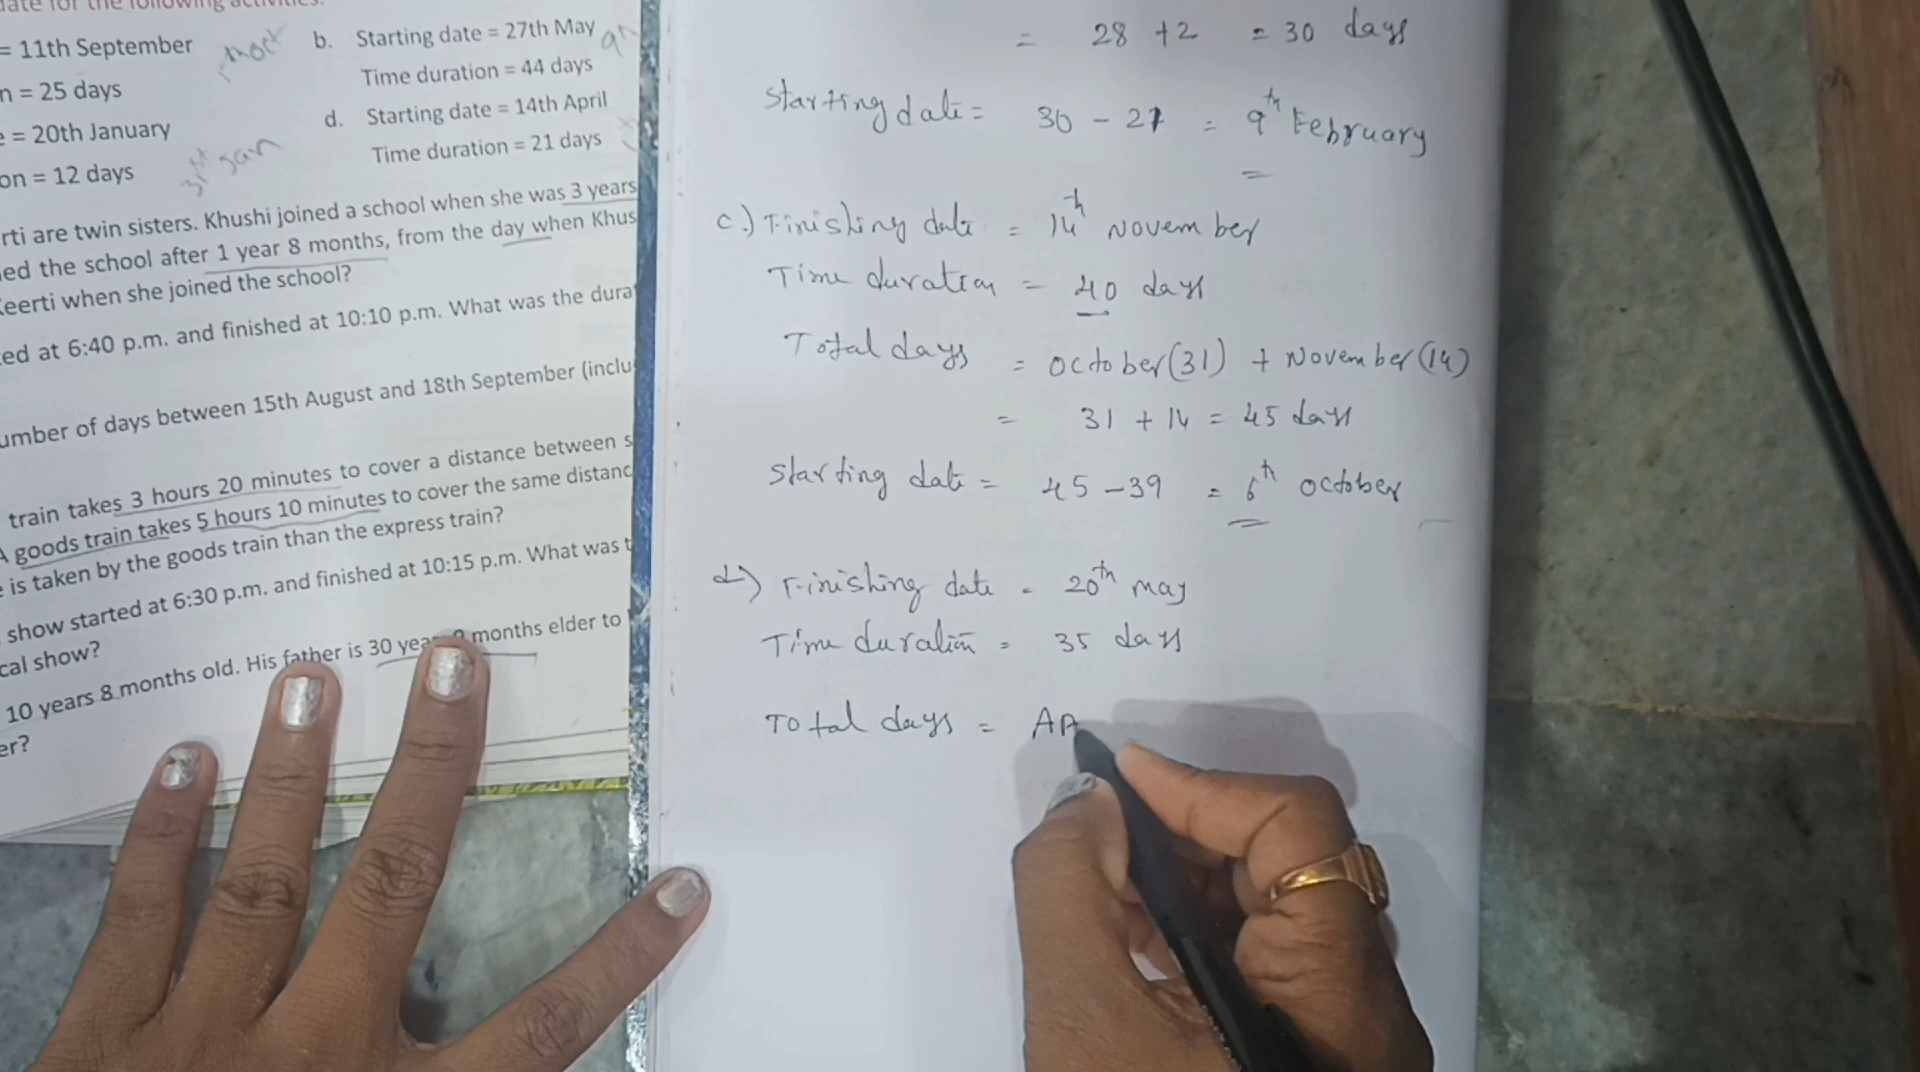 date for the following activities.
= 11th September
b. Starting date = 27th May
n = 25 days
Time duration = 44 days
e = 20th January
d. Starting date = 14th April
on = 12 days
Time duration = 21 days
31st Jan
rti are twin sisters. Khushi joined a school when she was 3 years
ed the school after 1 year 8 months, from the day when Khus
eerti when she joined the school?
ed at 6:40 p.m. and finished at 10:10 p.m. What was the dura
umber of days between 15th August and 18th September (inclu
train takes 3 hours 20 minutes to cover a distance between s
A goods train takes 5 hours 10 minutes to cover the same distanc
e is taken by the goods train than the express train?
show started at 6:30 p.m. and finished at 10:15 p.m. What was t
cal show?
10 years 8 months old. His father is 30 yea months elder to
er?
= 28 + 2 = 30 days
Starting date = 30 - 21 = 9th February
c.) Finishing date = 14th November
Time duration = 40 days
Total days = October (31) + November (14)
= 31 + 14 = 45 days
Starting date = 45 - 39 = 6th October
d) Finishing date = 20th may
Time duration = 35 days
Total days = AP